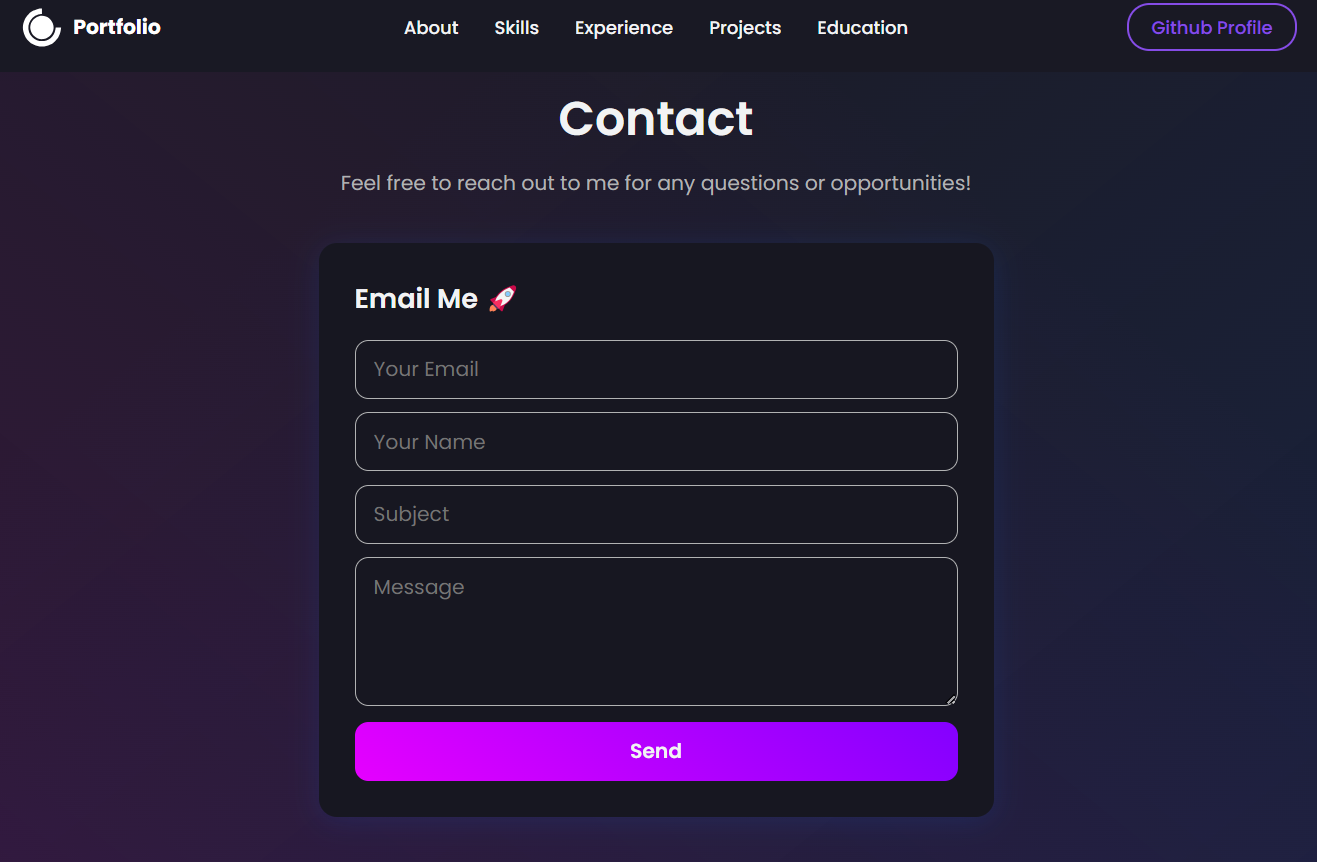 Portfolio About Skills Experience Projects Education Github Profile
Contact
Feel free to reach out to me for any questions or opportunities!
Email Me 🚀
Your Email
Your Name
Subject
Message
Send